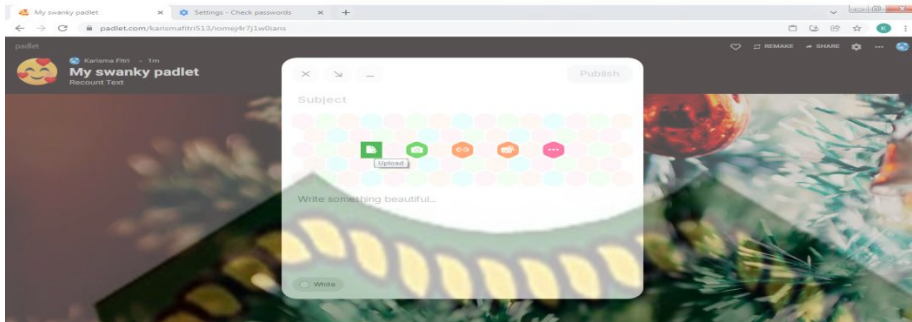 My swanky padlet
Settings - Check passwords
padlet.com/karismafitri513/iomej4r7j1w0ians
K
padlet
REMAKE
SHARE
Karisma Fitri - 1m
My swanky padlet
Recount Text
Publish
Subject
Upload
Write something beautiful...
White